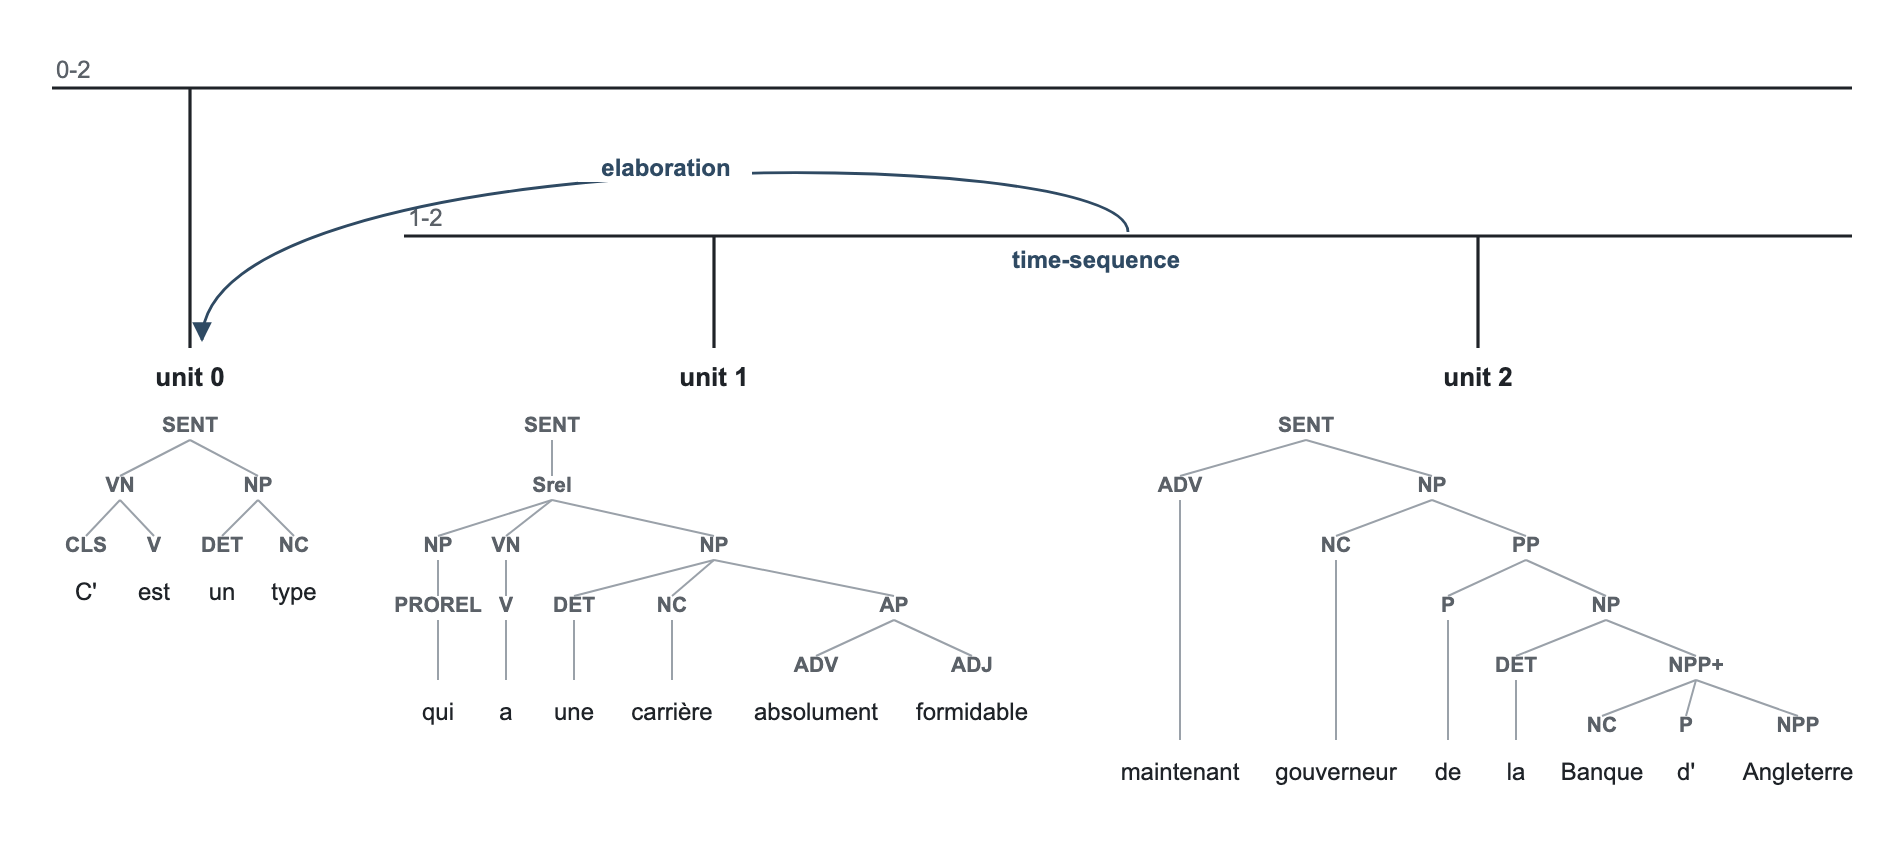 0-2
elaboration
1-2
time-sequence
unit 0 unit 1 unit 2
SENT SENT SENT
VN NP Srel ADV NP
CLS V DET NC NP VN NP NC PP
C' est un type PROREL V DET NC AP P NP
ADV ADJ DET NPP+
qui a une carrière absolument formidable NC P NPP
maintenant gouverneur de la Banque d' Angleterre